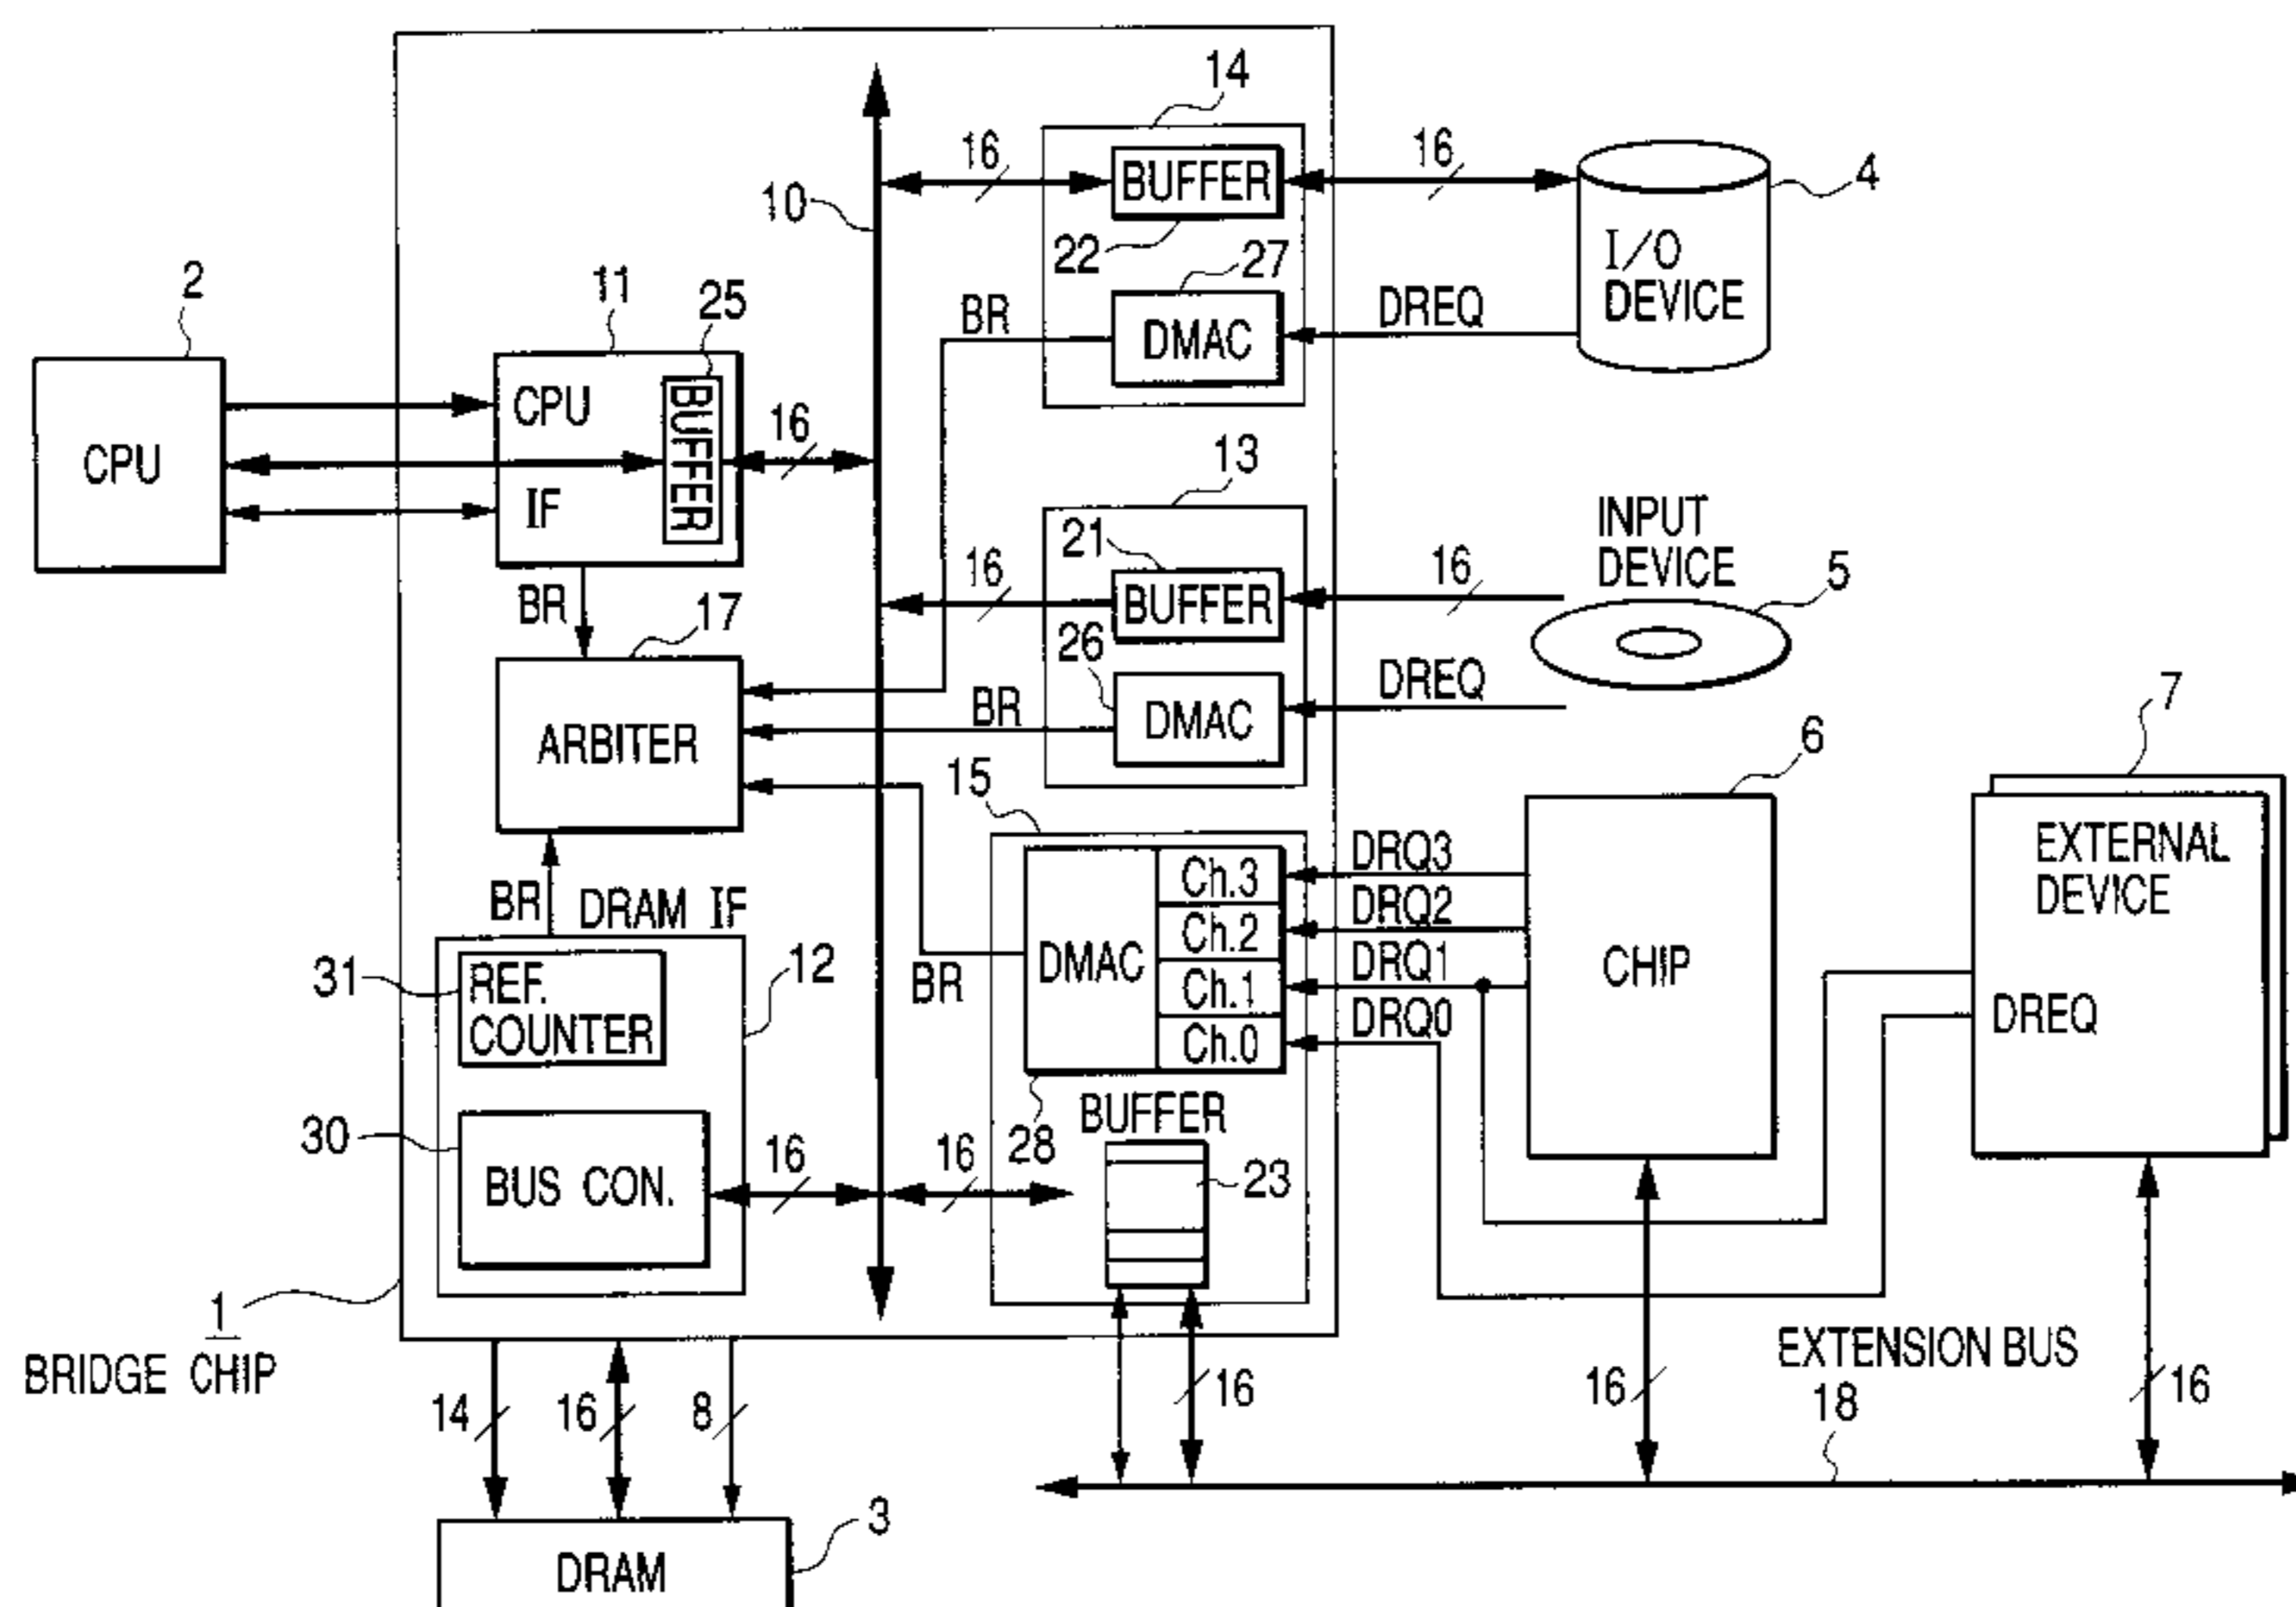 14
16
BUFFER
16
4
10
22
I/O
DEVICE
27
2
11
25
BR
DMAC
DREQ
CPU
CPU
BUFFER
16
IF
13
INPUT
DEVICE
21
16
BUFFER
16
5
BR
17
26
DREQ
BR
DMAC
ARBITER
7
6
15
EXTERNAL
DEVICE
DRQ3
Ch.3
BR
DRAM IF
DRQ2
Ch.2
DMAC
CHIP
12
31
REF.
COUNTER
BR
DRQ1
Ch.1
DREQ
DRQ0
Ch.0
BUFFER
30
28
BUS CON.
16
16
23
1
BRIDGE CHIP
EXTENSION BUS
14
16
8
16
16
18
16
3
DRAM